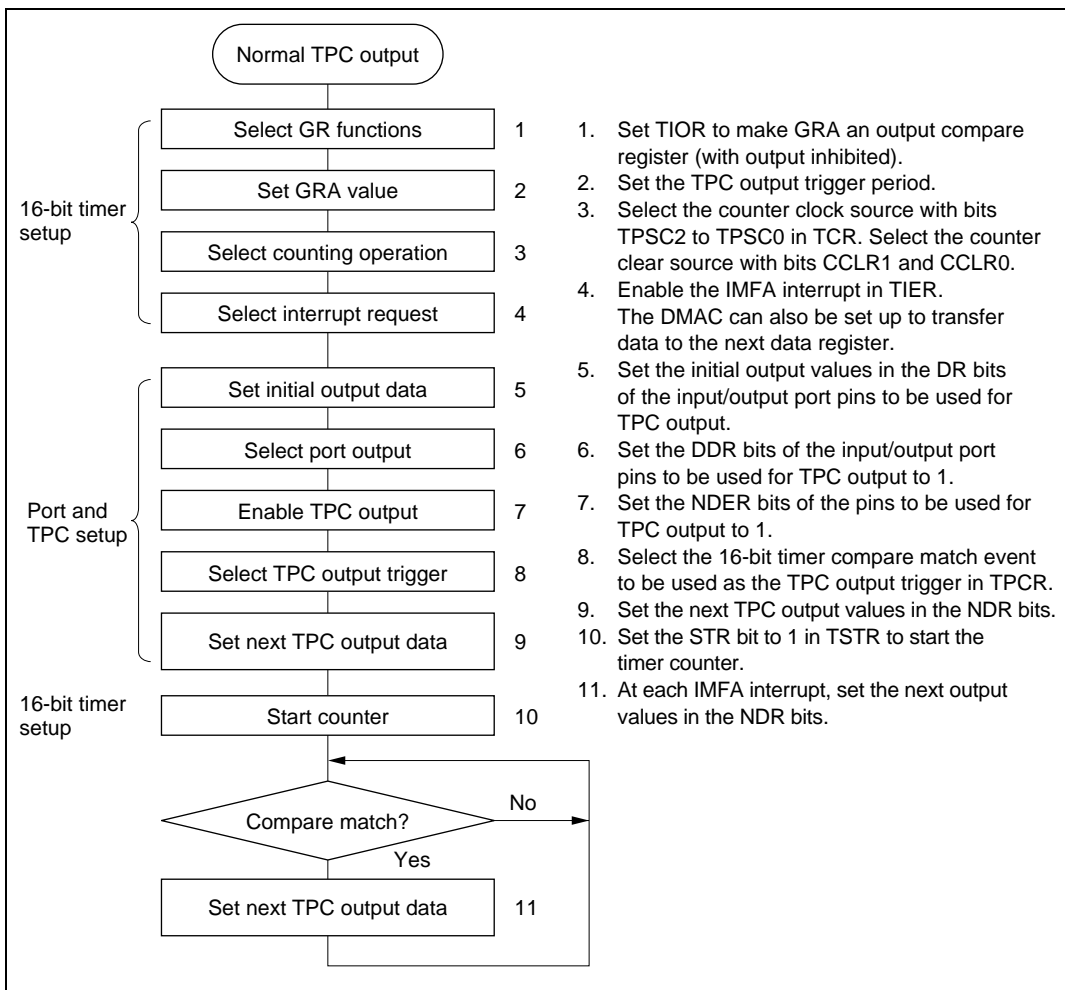 Normal TPC output
Select GR functions 1
Set GRA value 2
16-bit timer
setup
Select counting operation 3
Select interrupt request 4
Set initial output data 5
Select port output 6
Port and
TPC setup
Enable TPC output 7
Select TPC output trigger 8
Set next TPC output data 9
16-bit timer
setup
Start counter 10
Compare match?
No
Yes
Set next TPC output data 11
1. Set TIOR to make GRA an output compare
register (with output inhibited).
2. Set the TPC output trigger period.
3. Select the counter clock source with bits
TPSC2 to TPSC0 in TCR. Select the counter
clear source with bits CCLR1 and CCLR0.
4. Enable the IMFA interrupt in TIER.
The DMAC can also be set up to transfer
data to the next data register.
5. Set the initial output values in the DR bits
of the input/output port pins to be used for
TPC output.
6. Set the DDR bits of the input/output port
pins to be used for TPC output to 1.
7. Set the NDER bits of the pins to be used for
TPC output to 1.
8. Select the 16-bit timer compare match event
to be used as the TPC output trigger in TPCR.
9. Set the next TPC output values in the NDR bits.
10. Set the STR bit to 1 in TSTR to start the
timer counter.
11. At each IMFA interrupt, set the next output
values in the NDR bits.